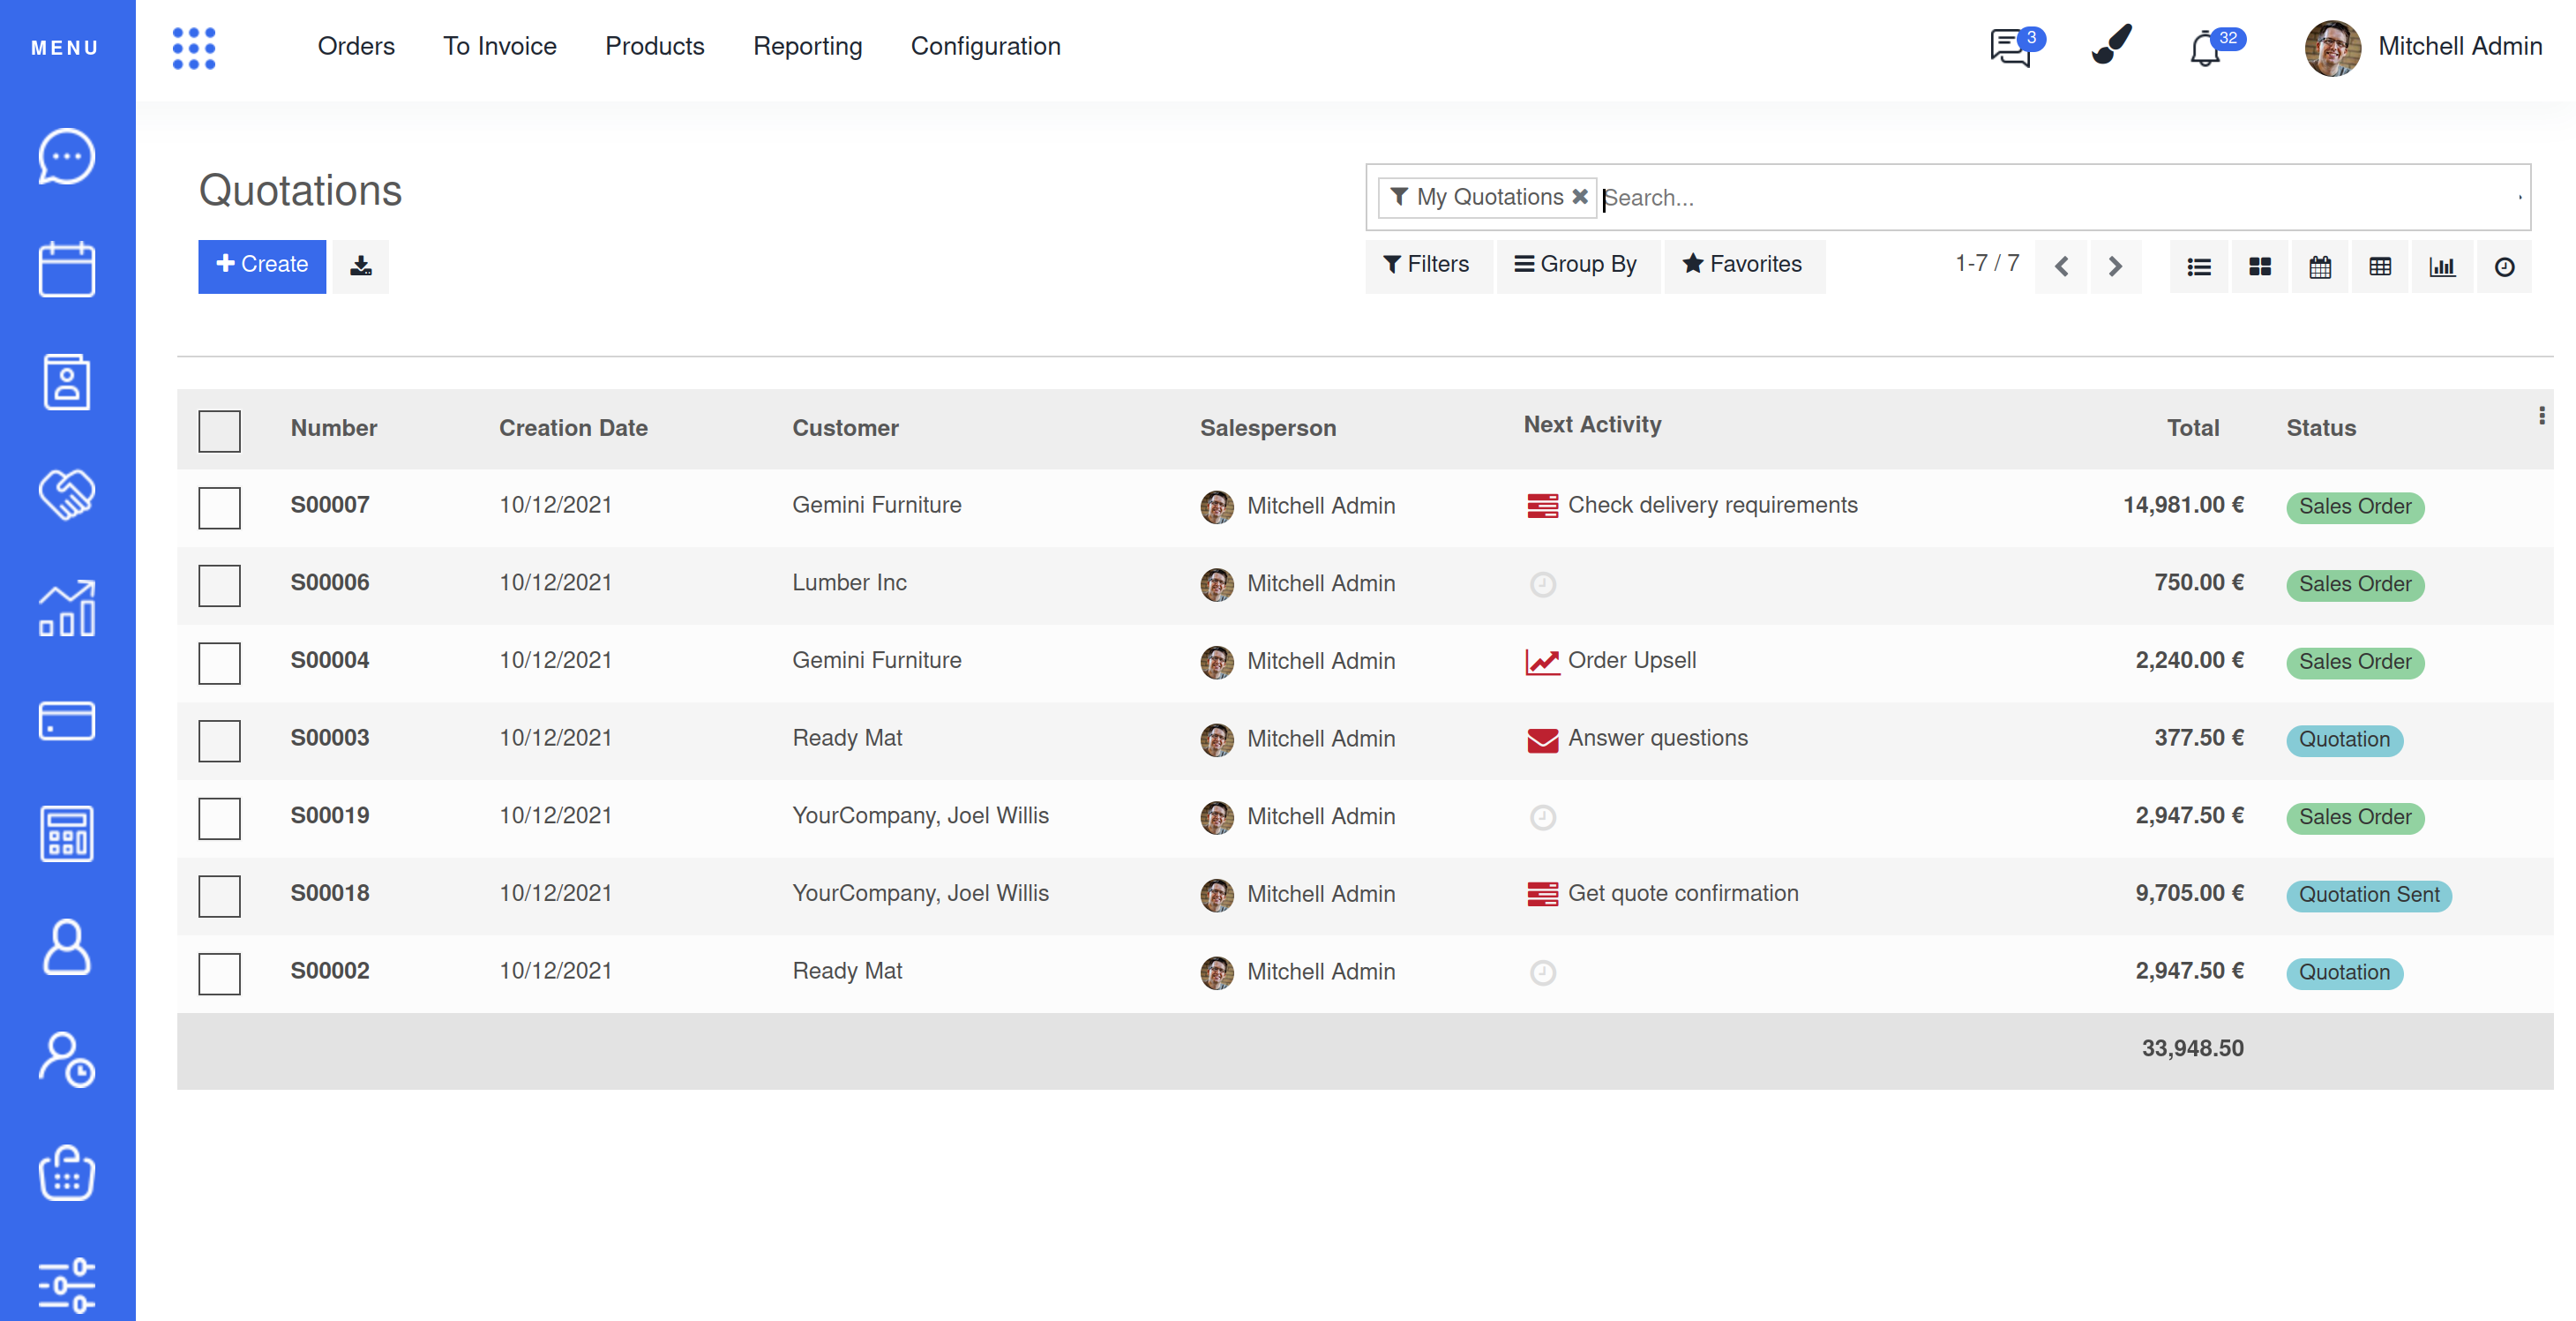 MENU
Orders To Invoice Products Reporting Configuration 3 32 Mitchell Admin
Quotations
My Quotations Search...
Create
Filters Group By Favorites 1-7 / 7
Number Creation Date Customer Salesperson Next Activity Total Status
S00007 10/12/2021 Gemini Furniture Mitchell Admin Check delivery requirements 14,981.00 € Sales Order
S00006 10/12/2021 Lumber Inc Mitchell Admin 750.00 € Sales Order
S00004 10/12/2021 Gemini Furniture Mitchell Admin Order Upsell 2,240.00 € Sales Order
S00003 10/12/2021 Ready Mat Mitchell Admin Answer questions 377.50 € Quotation
S00019 10/12/2021 YourCompany, Joel Willis Mitchell Admin 2,947.50 € Sales Order
S00018 10/12/2021 YourCompany, Joel Willis Mitchell Admin Get quote confirmation 9,705.00 € Quotation Sent
S00002 10/12/2021 Ready Mat Mitchell Admin 2,947.50 € Quotation
33,948.50